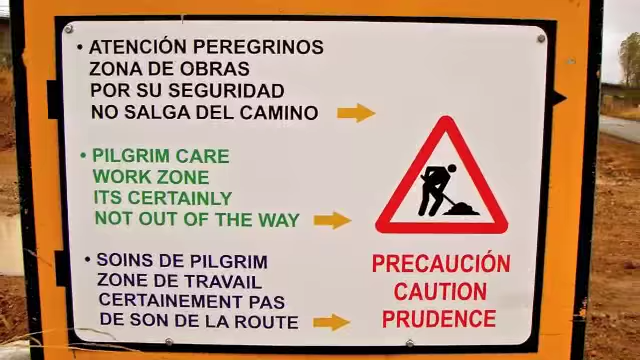 • ATENCIÓN PEREGRINOS
ZONA DE OBRAS
POR SU SEGURIDAD
NO SALGA DEL CAMINO
• PILGRIM CARE
WORK ZONE
ITS CERTAINLY
NOT OUT OF THE WAY
• SOINS DE PILGRIM
ZONE DE TRAVAIL
CERTAINEMENT PAS
DE SON DE LA ROUTE
PRECAUCIÓN
CAUTION
PRUDENCE